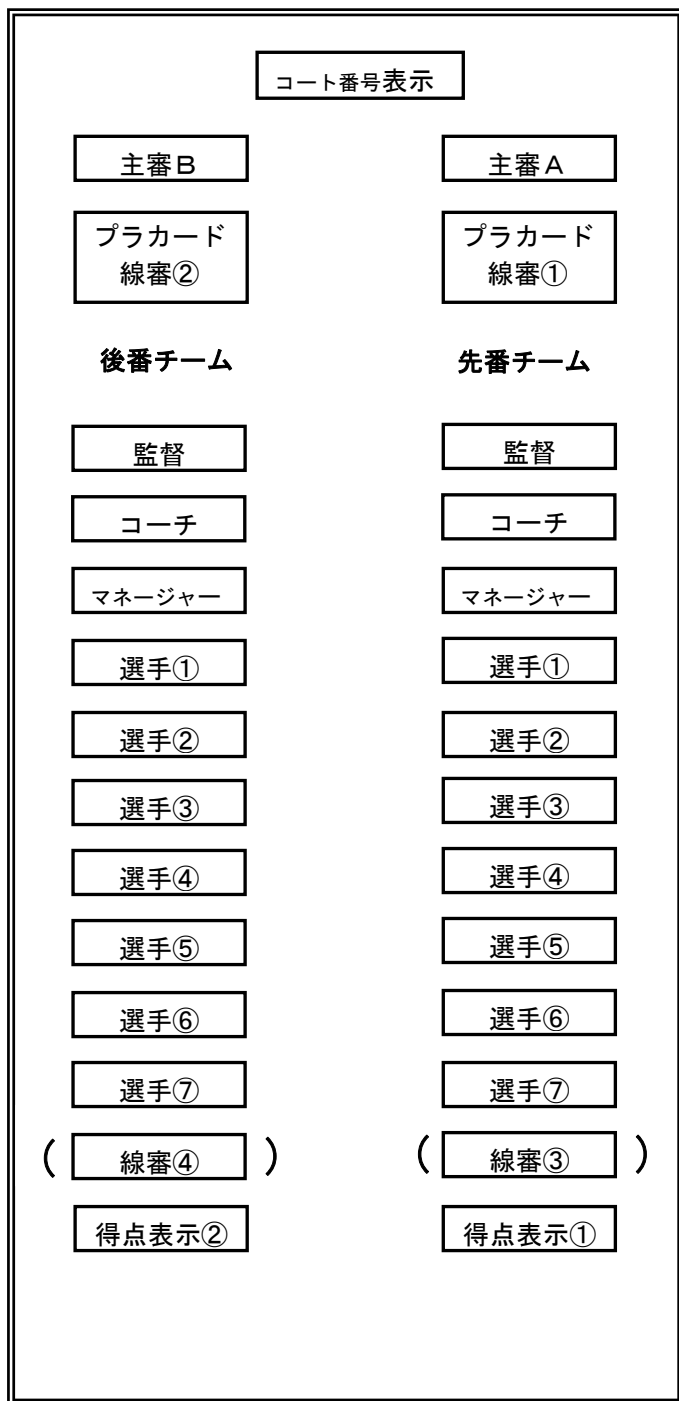 コート番号表示
主審B 主審A
プラカード プラカード
線審② 線審①
後番チーム 先番チーム
監督 監督
コーチ コーチ
マネージャー マネージャー
選手① 選手①
選手② 選手②
選手③ 選手③
選手④ 選手④
選手⑤ 選手⑤
選手⑥ 選手⑥
選手⑦ 選手⑦
( 線審④ ) ( 線審③ )
得点表示② 得点表示①